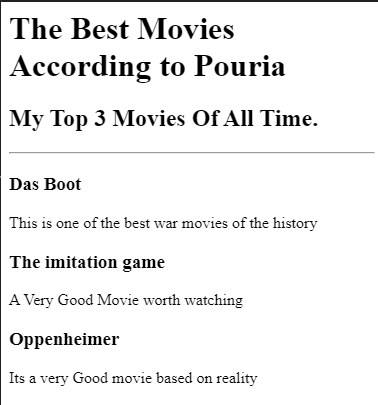 The Best Movies
According to Pouria
My Top 3 Movies Of All Time.
Das Boot
This is one of the best war movies of the history
The imitation game
A Very Good Movie worth watching
Oppenheimer
Its a very Good movie based on reality